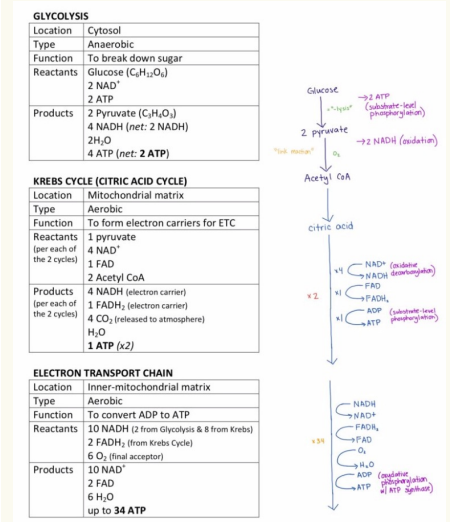 GLYCOLYSIS
Location Cytosol
Type Anaerobic
Function To break down sugar
Reactants Glucose (C₆H₁₂O₆)
2 NAD⁺
2 ATP
Products 2 Pyruvate (C₃H₄O₃)
4 NADH (net: 2 NADH)
2H₂O
4 ATP (net: 2 ATP)
KREBS CYCLE (CITRIC ACID CYCLE)
Location Mitochondrial matrix
Type Aerobic
Function To form electron carriers for ETC
Reactants 1 pyruvate
(per each of 4 NAD⁺
the 2 cycles) 1 FAD
2 Acetyl CoA
Products 4 NADH (electron carrier)
(per each of 1 FADH₂ (electron carrier)
the 2 cycles) 4 CO₂ (released to atmosphere)
H₂O
1 ATP (x2)
ELECTRON TRANSPORT CHAIN
Location Inner-mitochondrial matrix
Type Aerobic
Function To convert ADP to ATP
Reactants 10 NADH (2 from Glycolysis & 8 from Krebs)
2 FADH₂ (from Krebs Cycle)
6 O₂ (final acceptor)
Products 10 NAD⁺
2 FAD
6 H₂O
up to 34 ATP
Glucose
→2 ATP
(substrate-level
phosphorylation)
2 pyruvate
→2 NADH (oxidation)
"link reaction" O₂
Acetyl CoA
citric acid
x2
x4 NAD+ (oxidative
NADH decarboxylation)
x1 FAD
FADH₂
x1 ADP (substrate-level
ATP phosphorylation)
x34
NADH
NAD+
FADH₂
FAD
O₂
H₂O
ADP (oxidative
phosphorylation
ATP w/ ATP synthase)